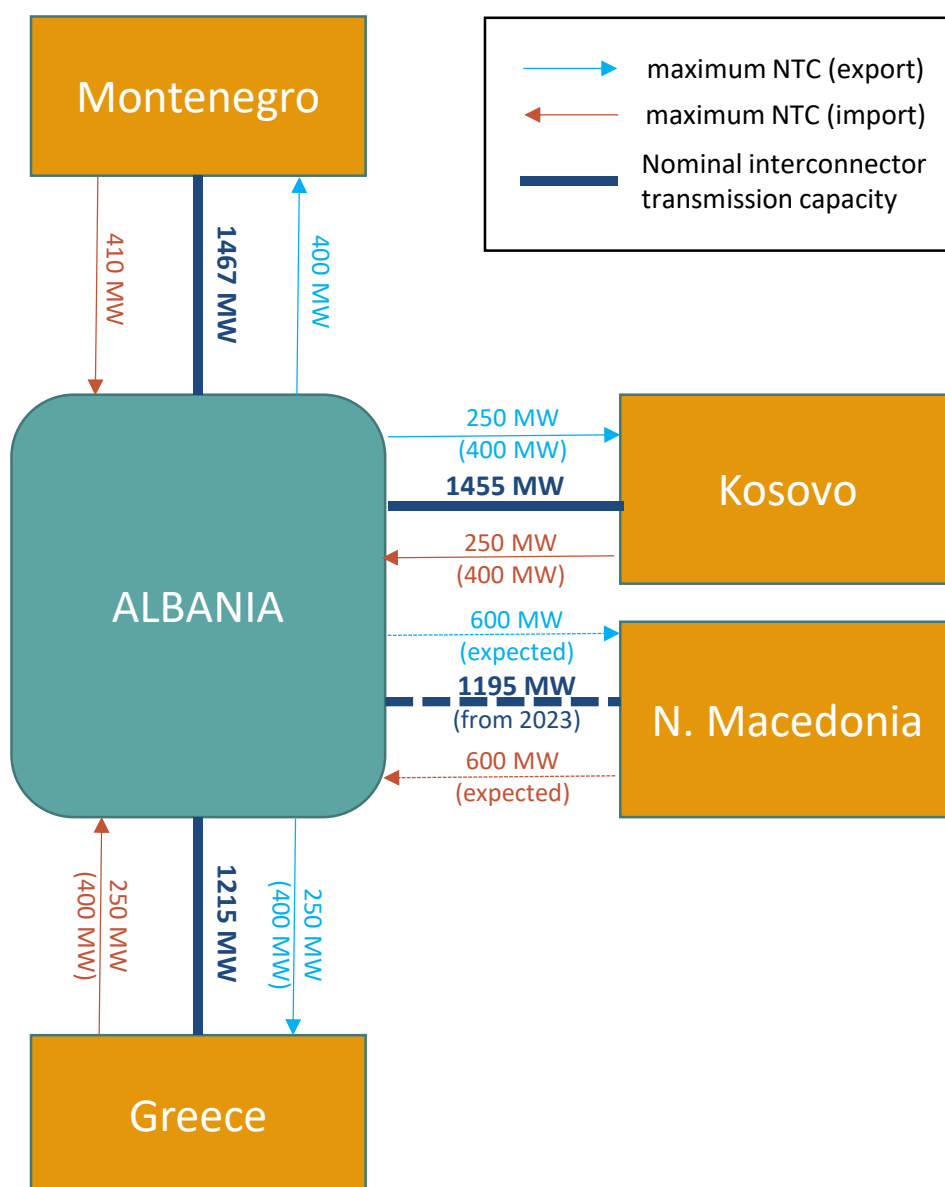 Montenegro
maximum NTC (export)
maximum NTC (import)
Nominal interconnector
transmission capacity
410 MW
1467 MW
400 MW
ALBANIA
250 MW
(400 MW)
1455 MW
250 MW
(400 MW)
Kosovo
600 MW
(expected)
1195 MW
(from 2023)
600 MW
(expected)
N. Macedonia
250 MW
(400 MW)
1215 MW
250 MW
(400 MW)
Greece